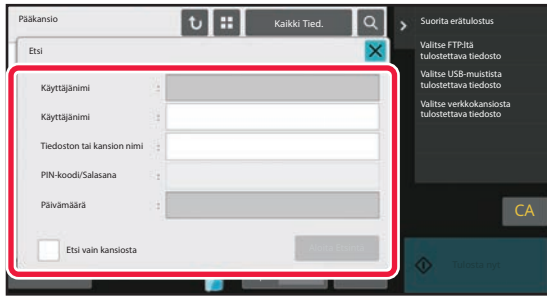 Pääkansio
Kaikki Tied.
Etsi
Käyttäjänimi :
Käyttäjänimi :
Tiedoston tai kansion nimi :
PIN-koodi/Salasana :
Päivämäärä :
Etsi vain kansiosta
Suorita erätulostus
Valitse FTP:ltä
tulostettava tiedosto
Valitse USB-muistista
tulostettava tiedosto
Valitse verkkokansiosta
tulostettava tiedosto
CA